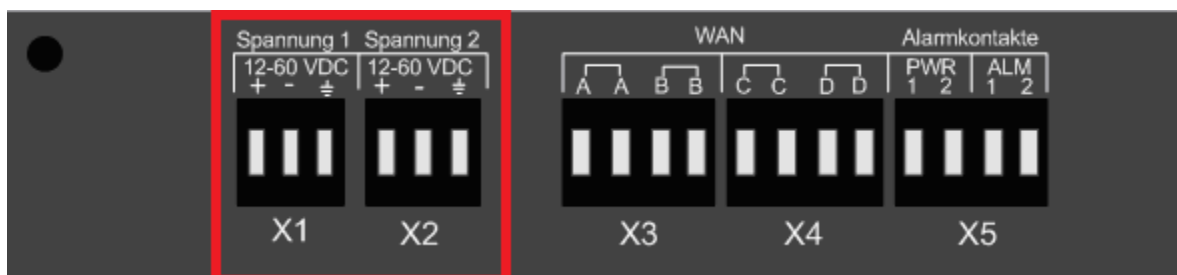 Spannung 1 Spannung 2 WAN Alarmkontakte
12-60 VDC 12-60 VDC PWR ALM
+ - ⏚ + - ⏚ A A B B C C D D 1 2 1 2
X1 X2 X3 X4 X5